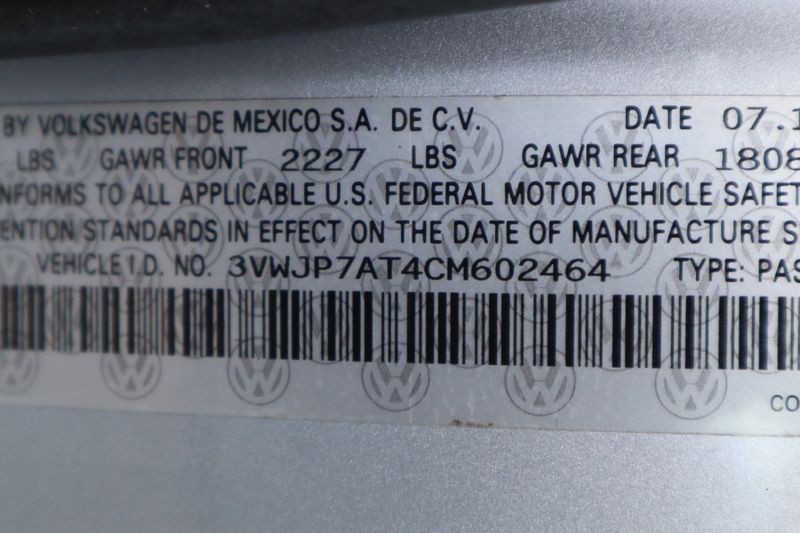 BY VOLKSWAGEN DE MEXICO S.A. DE C.V. DATE 07.1
LBS GAWR FRONT 2227 LBS GAWR REAR 1808
NFORMS TO ALL APPLICABLE U.S. FEDERAL MOTOR VEHICLE SAFET
ENTION STANDARDS IN EFFECT ON THE DATE OF MANUFACTURE S
VEHICLE I.D. NO. 3VWJP7AT4CM602464 TYPE: PAS
CO